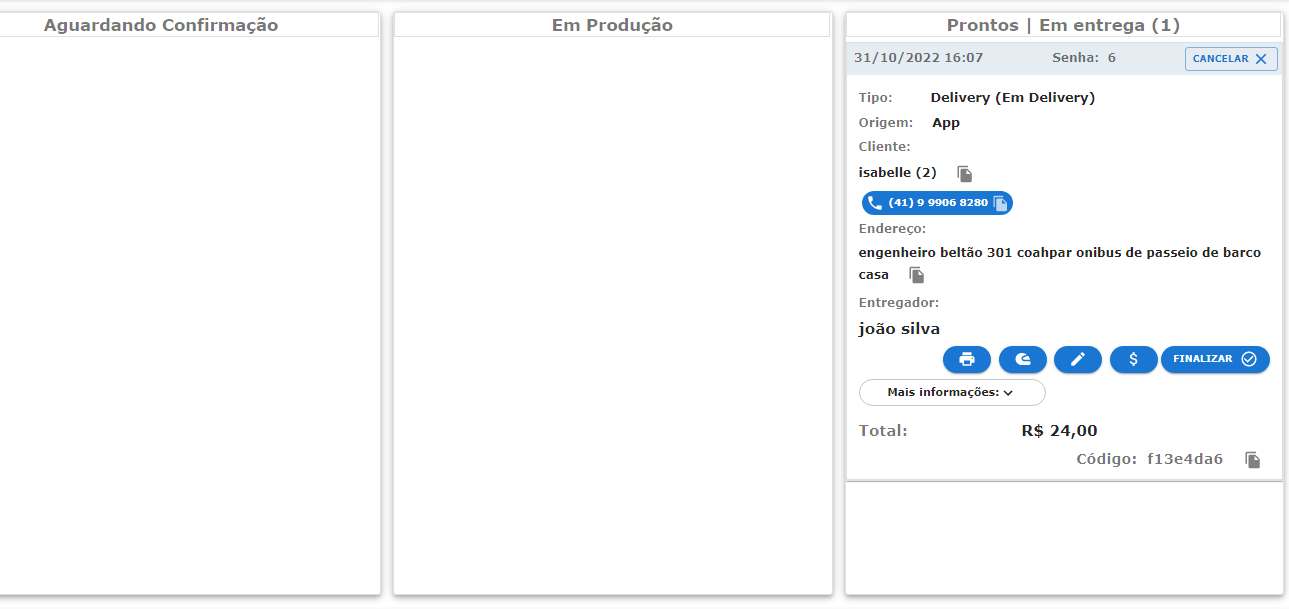 Aguardando Confirmação
Em Produção
Prontos | Em entrega (1)
31/10/2022 16:07 Senha: 6 CANCELAR
Tipo: Delivery (Em Delivery)
Origem: App
Cliente:
isabelle (2)
(41) 9 9906 8280
Endereço:
engenheiro beltão 301 coahpar onibus de passeio de barco
casa
Entregador:
joão silva
$ FINALIZAR
Mais informações:
Total: R$ 24,00
Código: f13e4da6